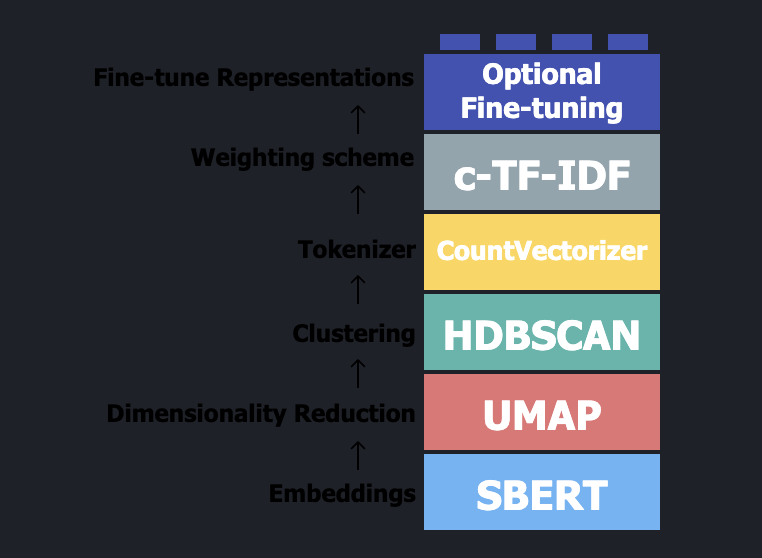 Fine-tune Representations
Optional
Fine-tuning
Weighting scheme
c-TF-IDF
Tokenizer
CountVectorizer
Clustering
HDBSCAN
Dimensionality Reduction
UMAP
Embeddings
SBERT